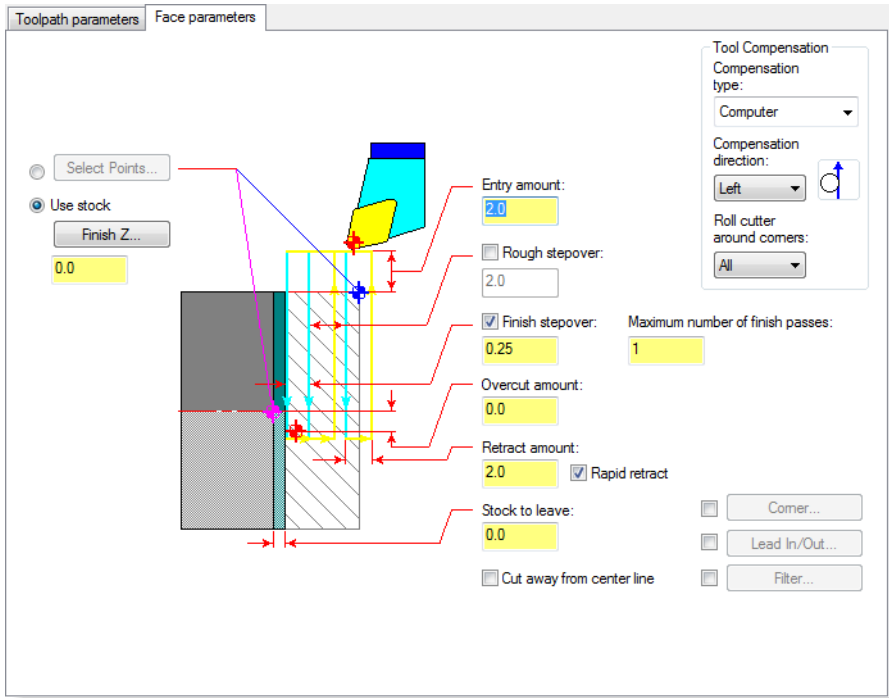 Toolpath parameters
Face parameters
Tool Compensation
Compensation
type:
Computer
Compensation
direction:
Left
Roll cutter
around corners:
All
Select Points...
Use stock
Finish Z...
0.0
Entry amount:
2.0
Rough stepover:
2.0
Finish stepover:
0.25
Maximum number of finish passes:
1
Overcut amount:
0.0
Retract amount:
2.0
Rapid retract
Stock to leave:
0.0
Cut away from center line
Corner...
Lead In/Out...
Filter...